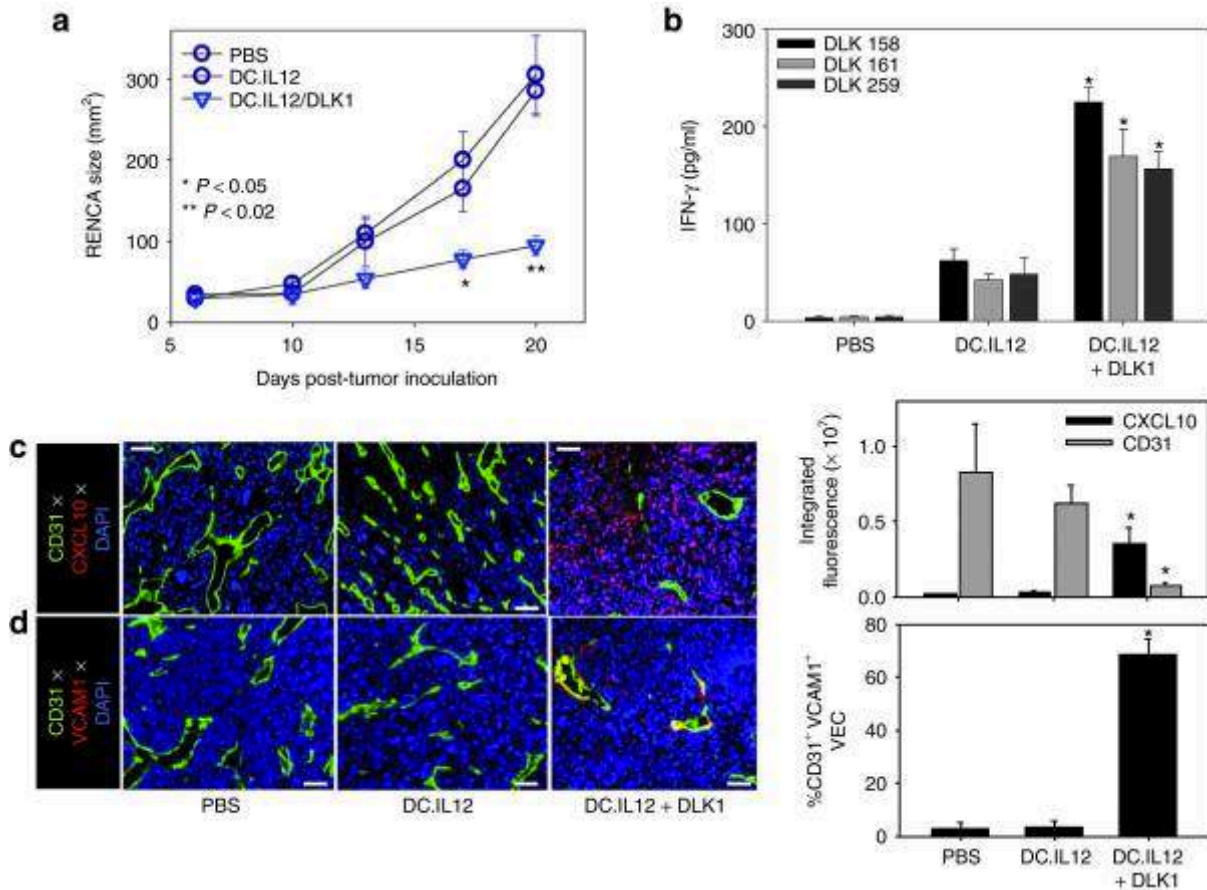 a
PBS
DC.IL12
DC.IL12/DLK1
* P < 0.05
** P < 0.02
RENCA size (mm²)
300
200
100
0
*
**
5
10
15
20
Days post-tumor inoculation
b
DLK 158
DLK 161
DLK 259
IFN-γ (pg/ml)
300
200
100
0
*
*
*
PBS
DC.IL12
DC.IL12
+ DLK1
c
CD31 ×
CXCL10 ×
DAPI
CXCL10
CD31
Integrated
fluorescence (× 10⁷)
1.0
0.5
0.0
*
*
d
CD31 ×
VCAM1 ×
DAPI
PBS
DC.IL12
DC.IL12 + DLK1
%CD31⁺ VCAM1⁺
VEC
80
60
40
20
0
*
PBS
DC.IL12
DC.IL12
+ DLK1